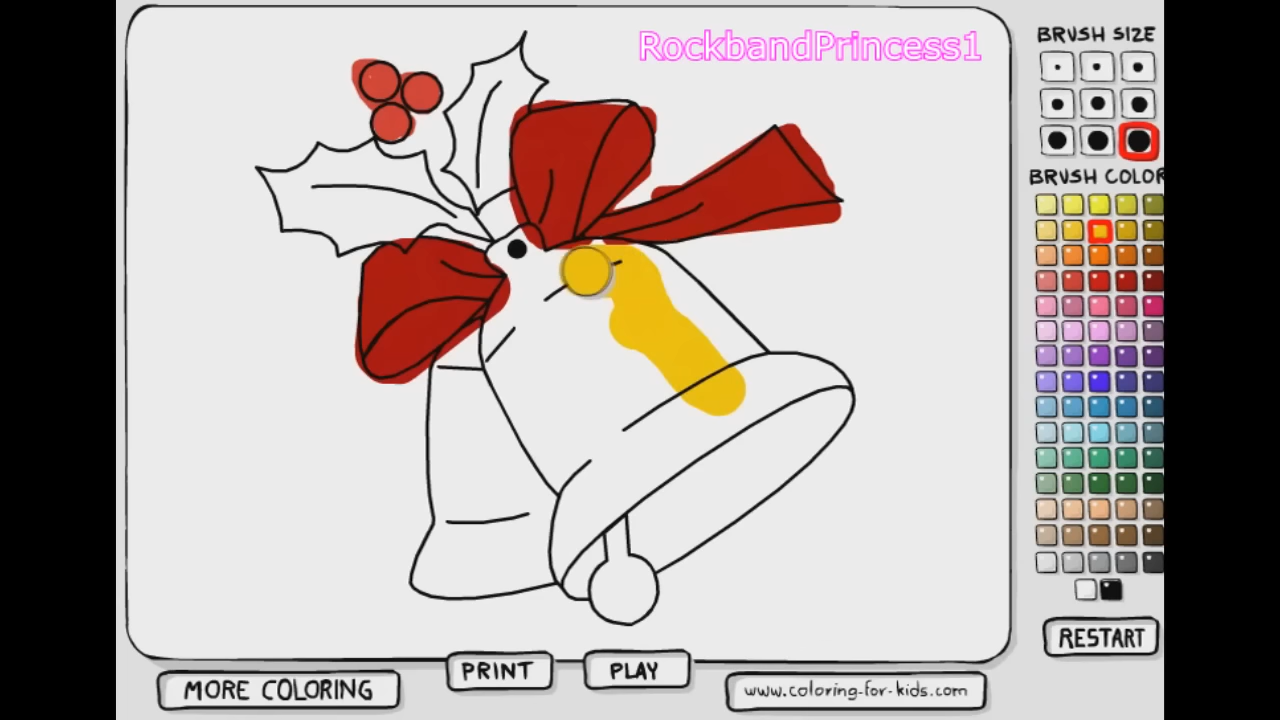 RockbandPrincess1
BRUSH SIZE
BRUSH COLOR
RESTART
MORE COLORING
PRINT
PLAY
www.coloring-for-kids.com